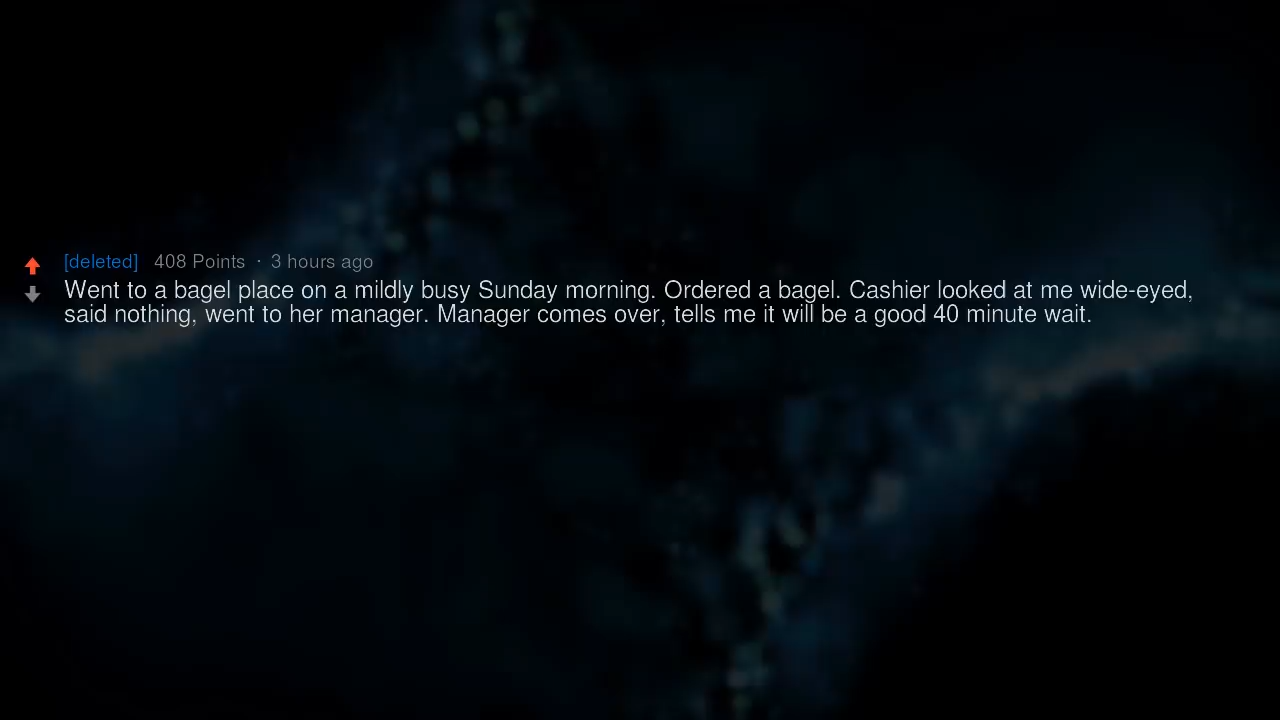 [deleted] 408 Points · 3 hours ago
Went to a bagel place on a mildly busy Sunday morning. Ordered a bagel. Cashier looked at me wide-eyed,
said nothing, went to her manager. Manager comes over, tells me it will be a good 40 minute wait.